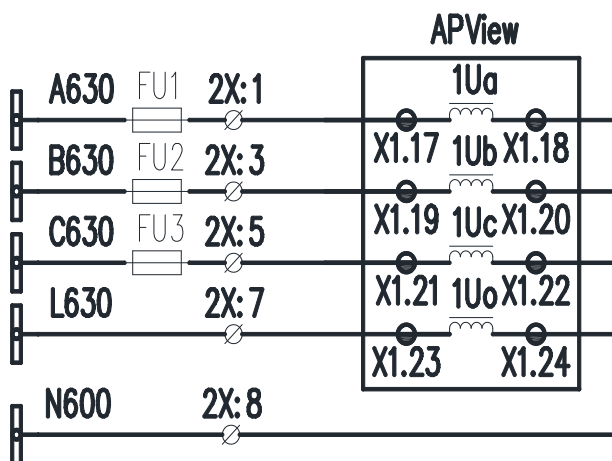 APView
A630 FU1 2X:1 1Ua
X1.17 X1.18
B630 FU2 2X:3 1Ub
X1.19 X1.20
C630 FU3 2X:5 1Uc
X1.21 X1.22
L630 2X:7 1Uo
X1.23 X1.24
N600 2X:8